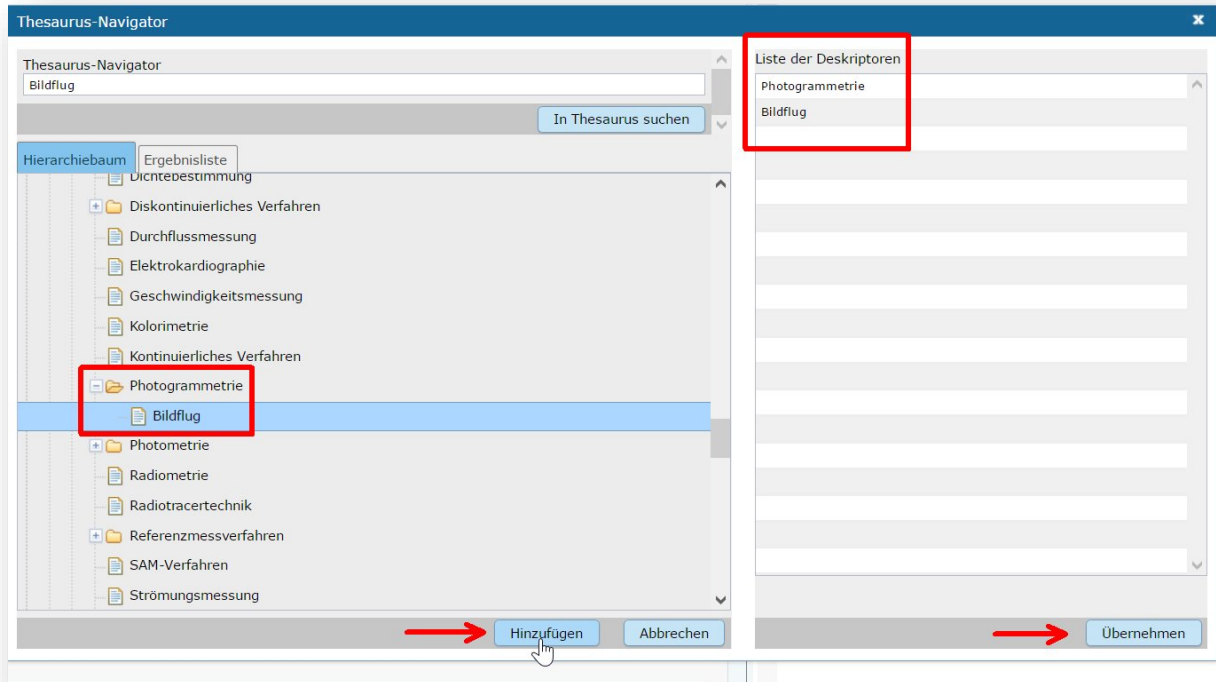 Thesaurus-Navigator
Thesaurus-Navigator
Bildflug
In Thesaurus suchen
Hierarchiebaum
Ergebnisliste
Dichtebestimmung
Diskontinuierliches Verfahren
Durchflussmessung
Elektrokardiographie
Geschwindigkeitsmessung
Kolorimetrie
Kontinuierliches Verfahren
Photogrammetrie
Bildflug
Photometrie
Radiometrie
Radiotracertechnik
Referenzmessverfahren
SAM-Verfahren
Strömungsmessung
Hinzufügen
Abbrechen
Liste der Deskriptoren
Photogrammetrie
Bildflug
Übernehmen